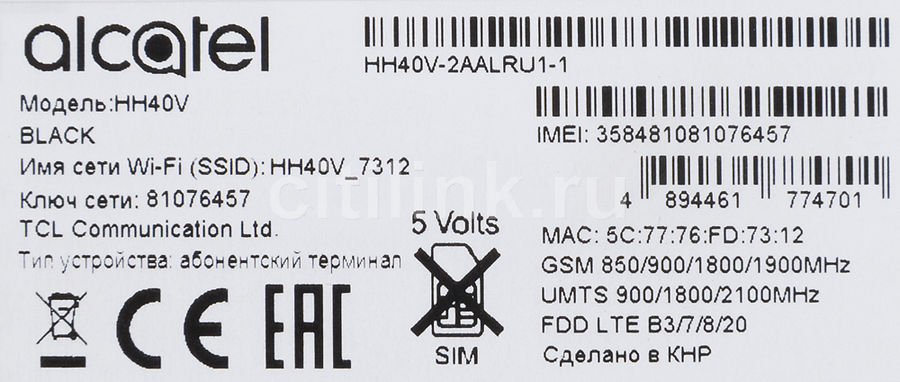 alcatel
HH40V-2AALRU1-1
Модель:HH40V
BLACK
IMEI: 358481081076457
Имя сети Wi-Fi (SSID): HH40V_7312
Ключ сети: 81076457
4 894461 774701
TCL Communication Ltd.
5 Volts
MAC: 5C:77:76:FD:73:12
Тип устройства: абонентский терминал
GSM 850/900/1800/1900MHz
UMTS 900/1800/2100MHz
FDD LTE B3/7/8/20
CE EAC
SIM
Сделано в КНР
citilink.ru